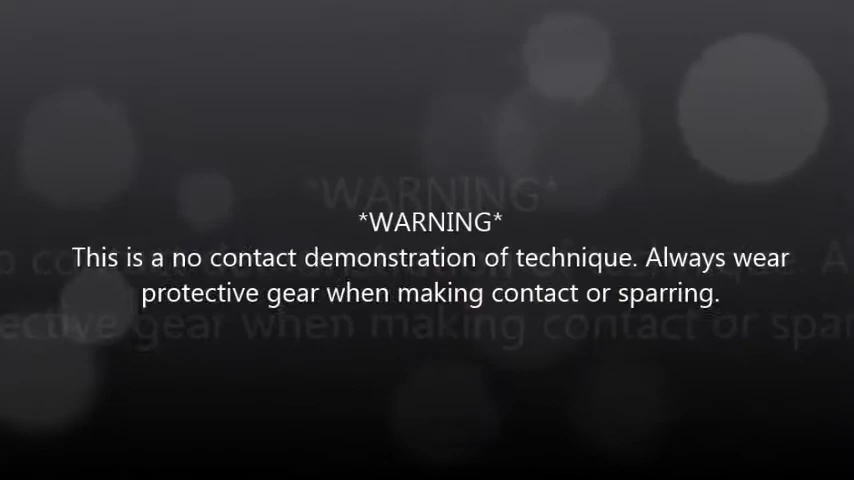 *WARNING*
This is a no contact demonstration of technique. Always wear
protective gear when making contact or sparring.